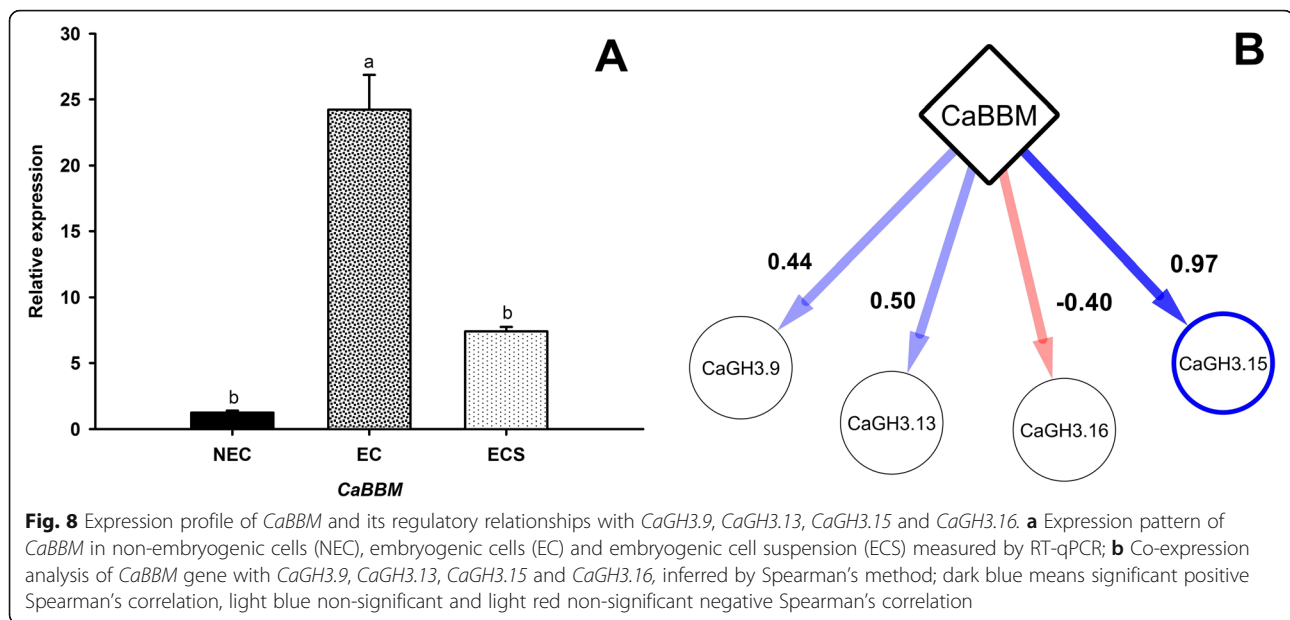 A
B
30
25
20
15
10
5
0
Relative expression
b
a
b
NEC EC ECS
CaBBM
CaBBM
0.44
0.50
-0.40
0.97
CaGH3.9
CaGH3.13
CaGH3.16
CaGH3.15
Fig. 8 Expression profile of CaBBM and its regulatory relationships with CaGH3.9, CaGH3.13, CaGH3.15 and CaGH3.16. a Expression pattern of
CaBBM in non-embryogenic cells (NEC), embryogenic cells (EC) and embryogenic cell suspension (ECS) measured by RT-qPCR; b Co-expression
analysis of CaBBM gene with CaGH3.9, CaGH3.13, CaGH3.15 and CaGH3.16, inferred by Spearman's method; dark blue means significant positive
Spearman's correlation, light blue non-significant and light red non-significant negative Spearman's correlation